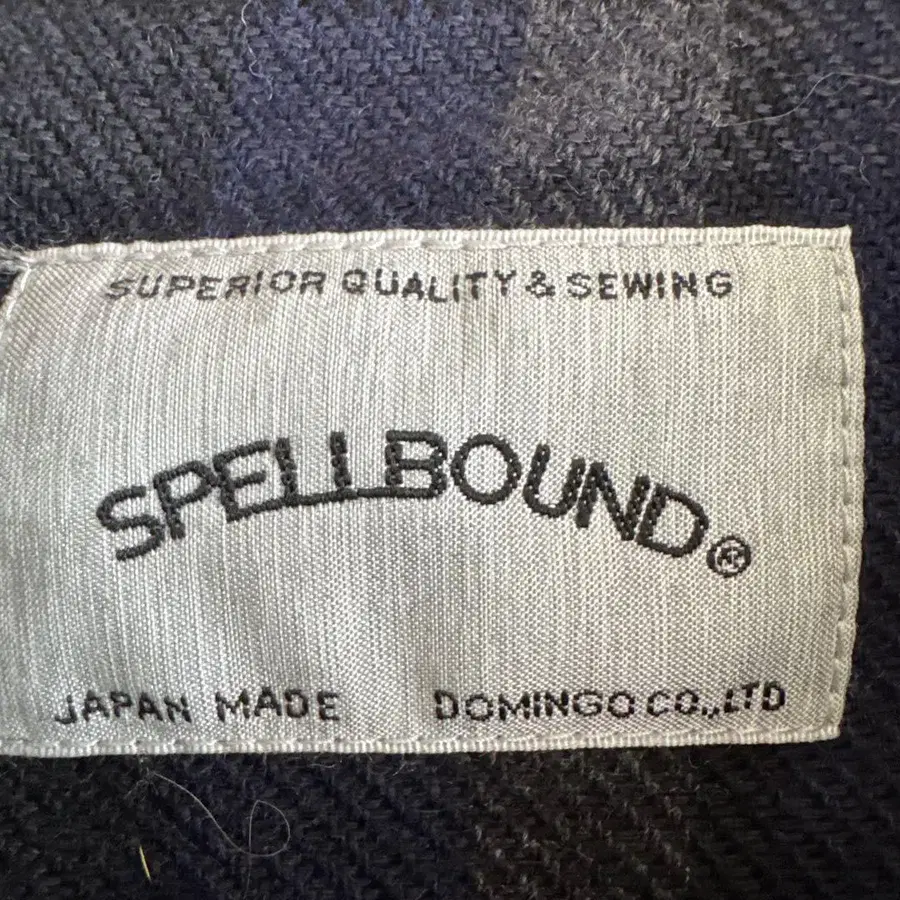 SUPERIOR QUALITY & SEWING
SPELLBOUND®
JAPAN MADE DOMINGO CO.,LTD